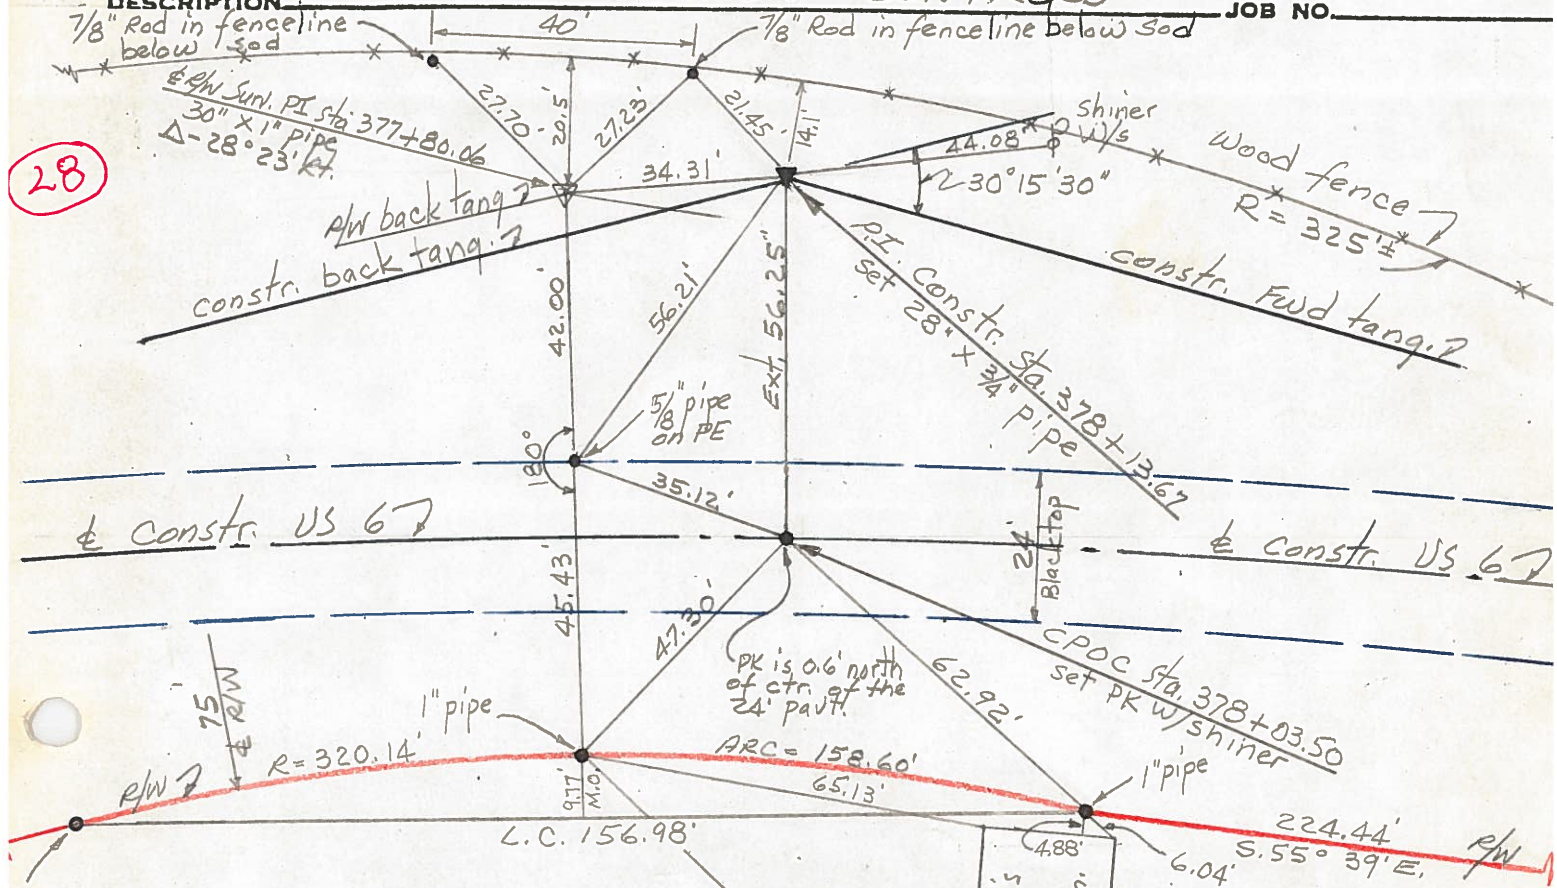 DESCRIPTION
JOB NO.
7/8" Rod in fenceline
below sod
40'
7/8" Rod in fenceline below sod
₵ R/W Surv. PI sta. 377+80.06
30" X 1" pipe
Δ-28°23' Rt.
27.70'
20.5'
27.23'
21.45'
14.1'
shiner
W/s
44.08'
30°15'30"
Wood fence
R = 325'±
28
34.31'
R/W back tang.
constr. back tang.
42.00'
56.21'
Ext. 56.25'
P.I. Constr. sta. 378+13.67
set 28" X 3/4" pipe
constr. Fwd tang.
5/8" pipe
on PE
180°
35.12'
₵ Constr. US 6
24'
Blacktop
₵ Constr. US 6
45.43'
47.30'
PK is 0.6' north
of ctr. of the
24' pavt.
62.92'
CPOC sta. 378+03.50
set PK w/shiner
75'
₵ R/W
1" pipe
R = 320.14'
ARC = 158.60'
65.13'
1" pipe
R/W
9.77'
M.O.
L.C. 156.98'
4.88'
6.04'
224.44'
S. 55° 39' E.
R/W